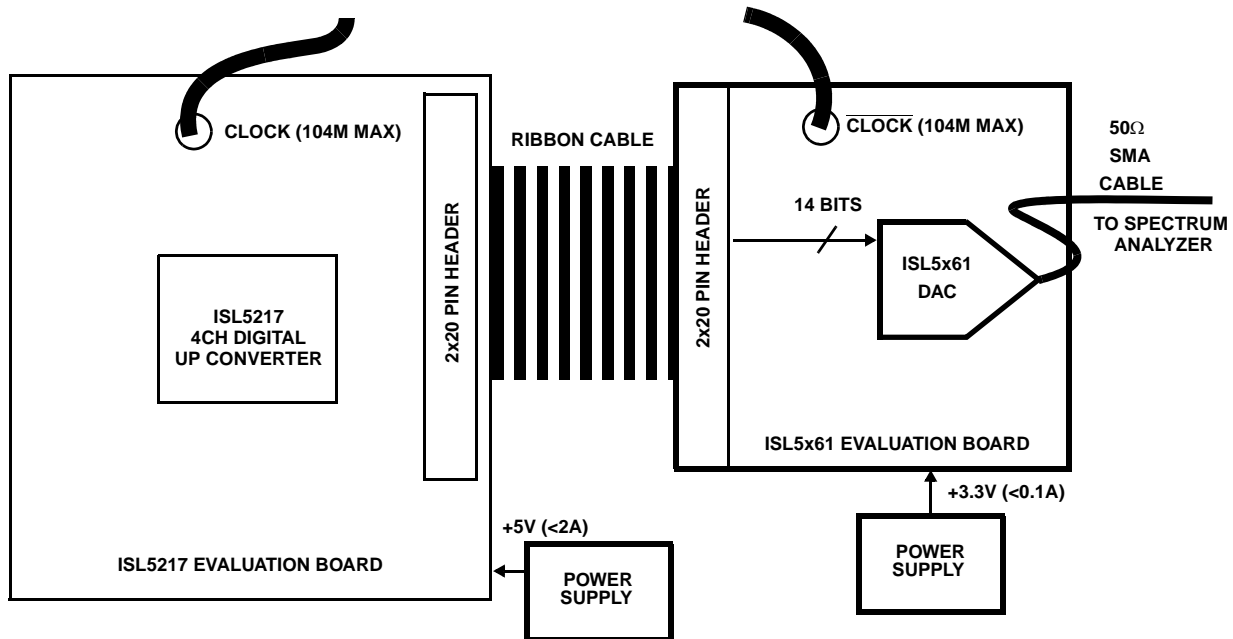 CLOCK (104M MAX)
2x20 PIN HEADER
ISL5217
4CH DIGITAL
UP CONVERTER
ISL5217 EVALUATION BOARD
+5V (<2A)
POWER
SUPPLY
RIBBON CABLE
2x20 PIN HEADER
CLOCK (104M MAX)
14 BITS
ISL5x61
DAC
ISL5x61 EVALUATION BOARD
+3.3V (<0.1A)
POWER
SUPPLY
50Ω
SMA
CABLE
TO SPECTRUM
ANALYZER